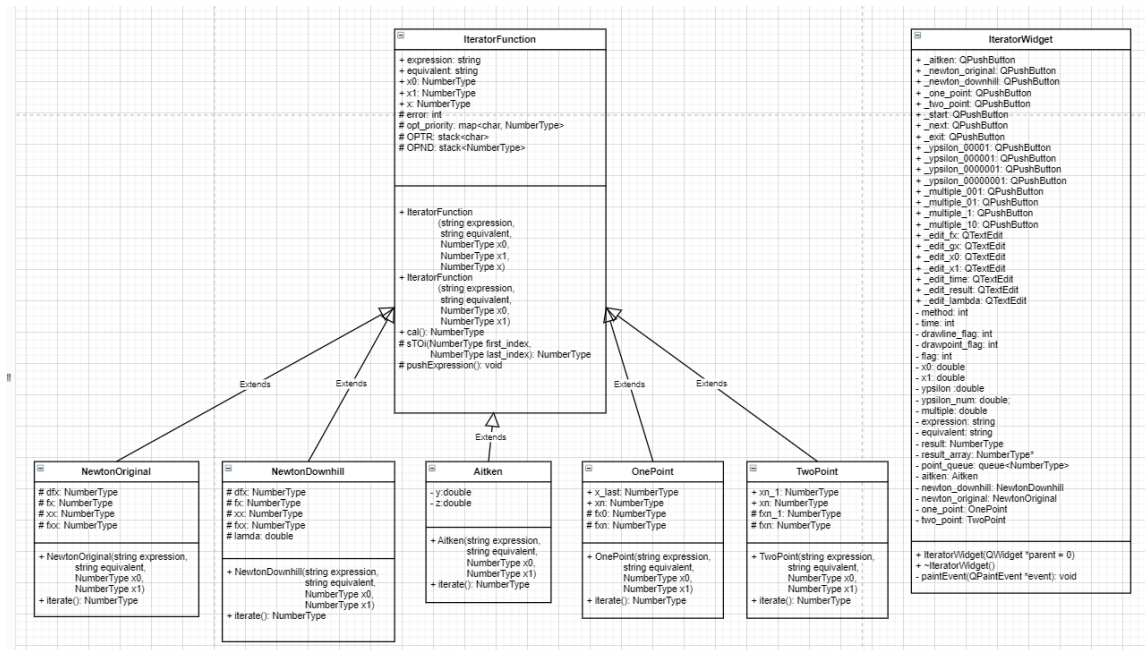 IteratorFunction
+ expression: string
+ equivalent: string
+ x0: NumberType
+ x1: NumberType
+ x: NumberType
# error: int
# opt_priority: map<char, NumberType>
# OPTR: stack<char>
# OPND: stack<NumberType>
+ IteratorFunction
(string expression,
string equivalent,
NumberType x0,
NumberType x1,
NumberType x)
+ IteratorFunction
(string expression,
string equivalent,
NumberType x0,
NumberType x1)
+ cal(): NumberType
# sTOi(NumberType first_index,
NumberType last_index): NumberType
# pushExpression(): void
IteratorWidget
+ _aitken: QPushButton
+ _newton_original: QPushButton
+ _newton_downhill: QPushButton
+ _one_point: QPushButton
+ _two_point: QPushButton
+ _start: QPushButton
+ _next: QPushButton
+ _exit: QPushButton
+ _ypsilon_00001: QPushButton
+ _ypsilon_000001: QPushButton
+ _ypsilon_0000001: QPushButton
+ _ypsilon_00000001: QPushButton
+ _multiple_001: QPushButton
+ _multiple_01: QPushButton
+ _multiple_1: QPushButton
+ _multiple_10: QPushButton
+ _edit_fx: QTextEdit
+ _edit_gx: QTextEdit
+ _edit_x0: QTextEdit
+ _edit_x1: QTextEdit
+ _edit_time: QTextEdit
+ _edit_result: QTextEdit
+ _edit_lambda: QTextEdit
- method: int
- time: int
- drawline_flag: int
- drawpoint_flag: int
- flag: int
- x0: double
- x1: double
- ypsilon :double
- ypsilon_num: double;
- multiple: double
- expression: string
- equivalent: string
- result: NumberType
- result_array: NumberType*
- point_queue: queue<NumberType>
- aitken: Aitken
- newton_downhill: NewtonDownhill
- newton_original: NewtonOriginal
- one_point: OnePoint
- two_point: TwoPoint
+ IteratorWidget(QWidget *parent = 0)
+ ~IteratorWidget()
- paintEvent(QPaintEvent *event): void
Extends
Extends
Extends
Extends
Extends
NewtonOriginal
# dfx: NumberType
# fx: NumberType
# xx: NumberType
# fxx: NumberType
+ NewtonOriginal(string expression,
string equivalent,
NumberType x0,
NumberType x1)
+ iterate(): NumberType
NewtonDownhill
# dfx: NumberType
# fx: NumberType
# xx: NumberType
# fxx: NumberType
# lamda: double
+ NewtonDownhill(string expression,
string equivalent,
NumberType x0,
NumberType x1)
+ iterate(): NumberType
Aitken
- y:double
- z:double
+ Aitken(string expression,
string equivalent,
NumberType x0,
NumberType x1)
+ iterate(): NumberType
OnePoint
+ x_last: NumberType
+ xn: NumberType
# fx0: NumberType
# fxn: NumberType
+ OnePoint(string expression,
string equivalent,
NumberType x0,
NumberType x1)
+ iterate(): NumberType
TwoPoint
+ xn_1: NumberType
+ xn: NumberType
# fxn_1: NumberType
# fxn: NumberType
+ TwoPoint(string expression,
string equivalent,
NumberType x0,
NumberType x1)
+ iterate(): NumberType